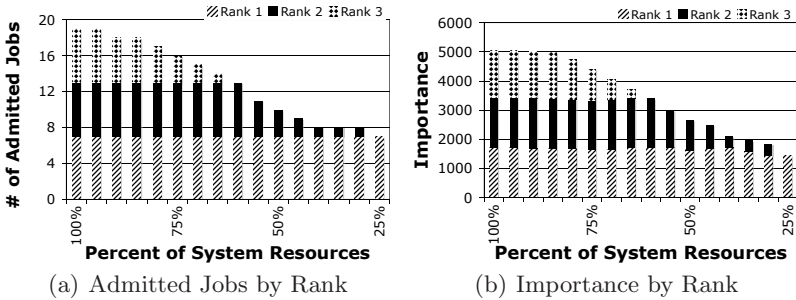 Rank 1 Rank 2 Rank 3
# of Admitted Jobs
20
16
12
8
4
0
100%
75%
50%
25%
Percent of System Resources
(a) Admitted Jobs by Rank
Rank 1 Rank 2 Rank 3
Importance
6000
5000
4000
3000
2000
1000
0
100%
75%
50%
25%
Percent of System Resources
(b) Importance by Rank